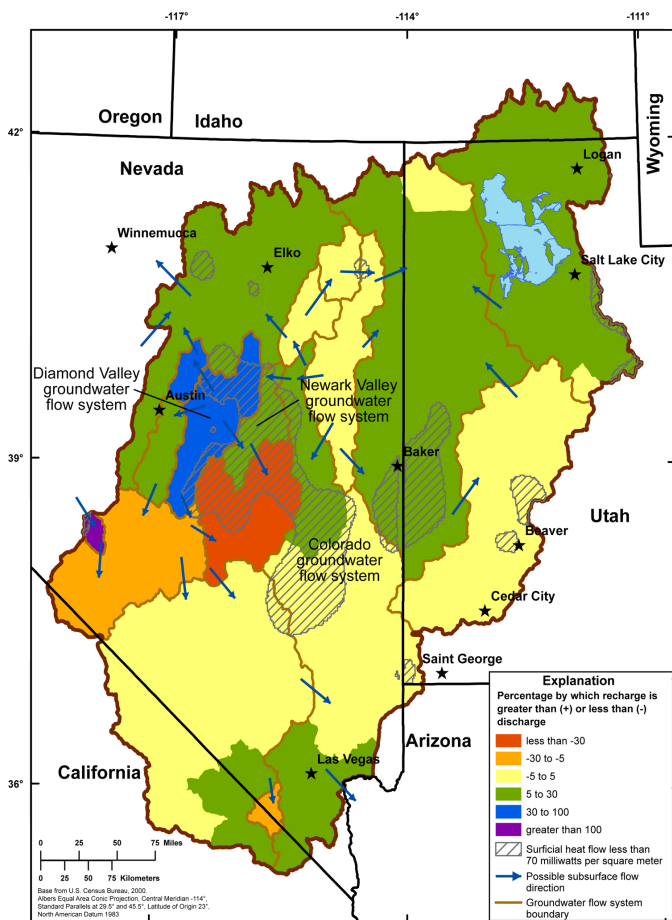 -117°
-114°
-111°
Oregon
Idaho
Wyoming
42°
Nevada
Logan
Winnemucca
Elko
Salt Lake City
Diamond Valley
groundwater
flow system
Newark Valley
groundwater
flow system
Austin
39°
Baker
Utah
Colorado
groundwater
flow system
Beaver
Cedar City
Saint George
Arizona
Las Vegas
California
36°
Explanation
Percentage by which recharge is
greater than (+) or less than (-)
discharge
less than -30
-30 to -5
-5 to 5
5 to 30
30 to 100
greater than 100
Surficial heat flow less than
70 milliwatts per square meter
Possible subsurface flow
direction
Groundwater flow system
boundary
0 25 50 75 Miles
0 25 50 75 Kilometers
Base from U.S. Census Bureau, 2000.
Albers Equal Area Conic Projection, Central Meridian -114°,
Standard Parallels at 29.5° and 45.5°, Latitude of Origin 23°,
North American Datum 1983